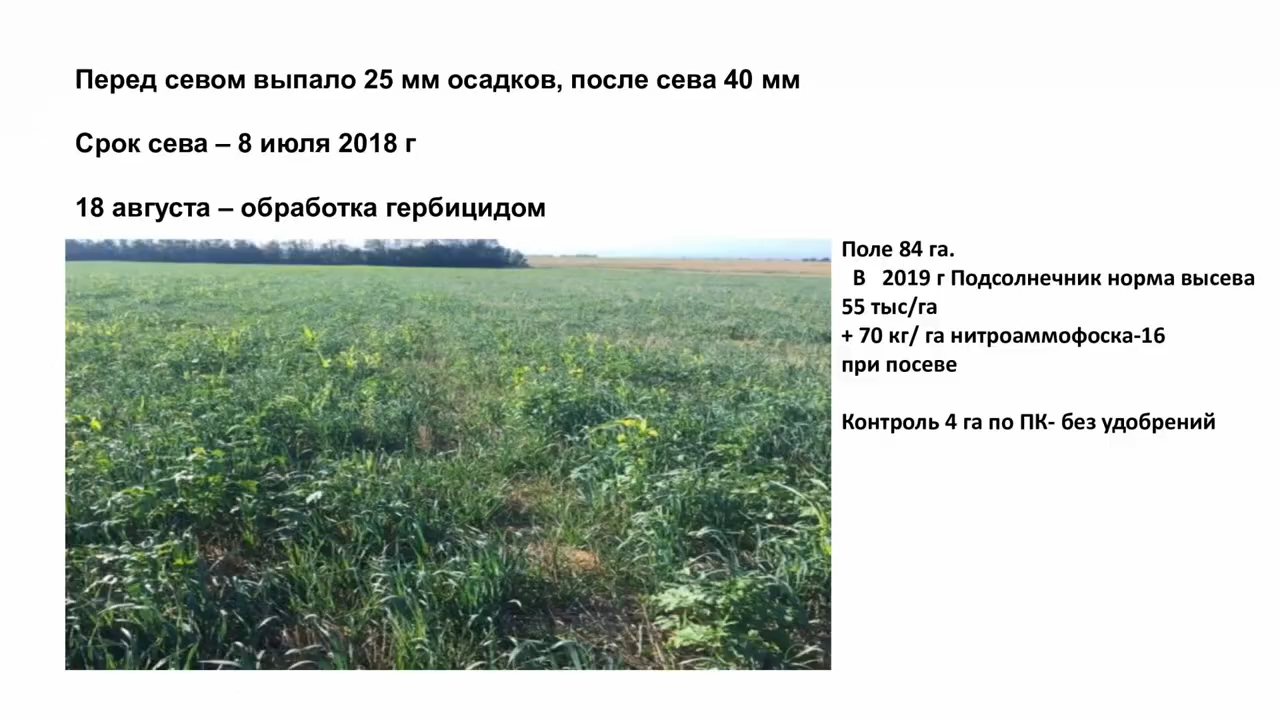 Перед севом выпало 25 мм осадков, после сева 40 мм
Срок сева – 8 июля 2018 г
18 августа – обработка гербицидом
Поле 84 га.
В 2019 г Подсолнечник норма высева
55 тыс/га
+ 70 кг/ га нитроаммофоска-16
при посеве
Контроль 4 га по ПК- без удобрений